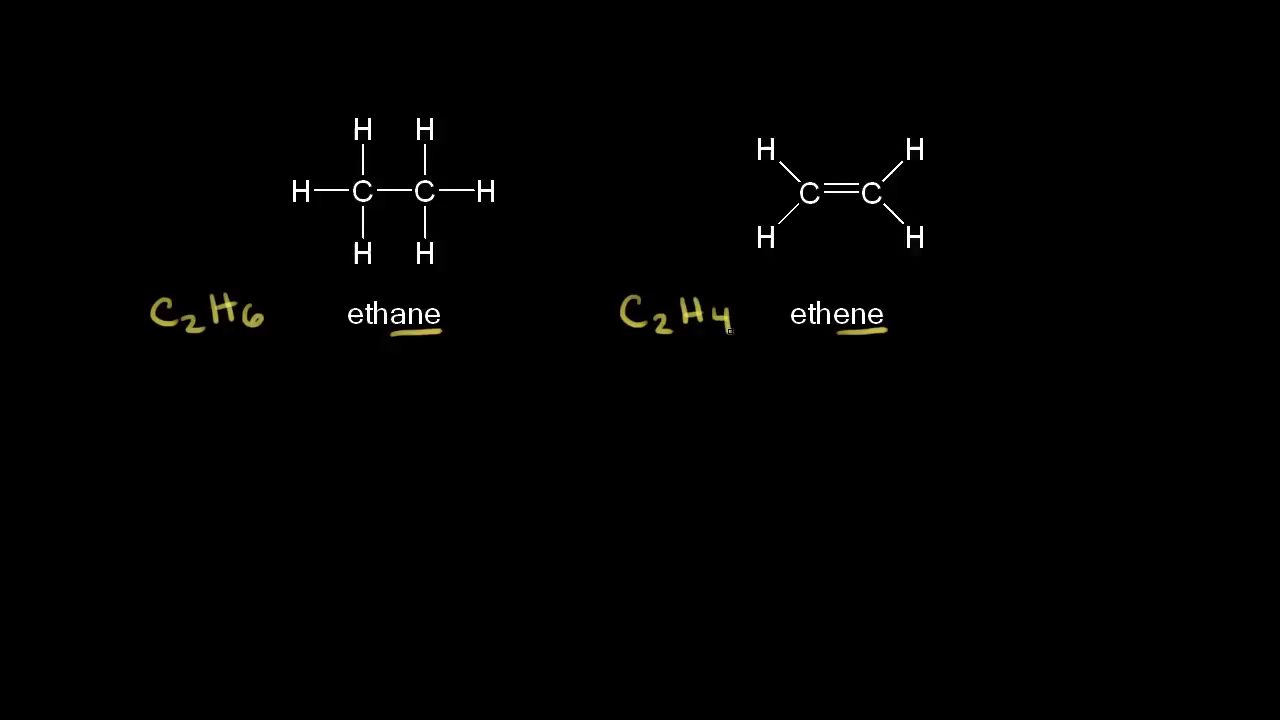 H H
H C C H
H H
H H
C C
H H
C₂H₆ ethane
C₂H₄ ethene